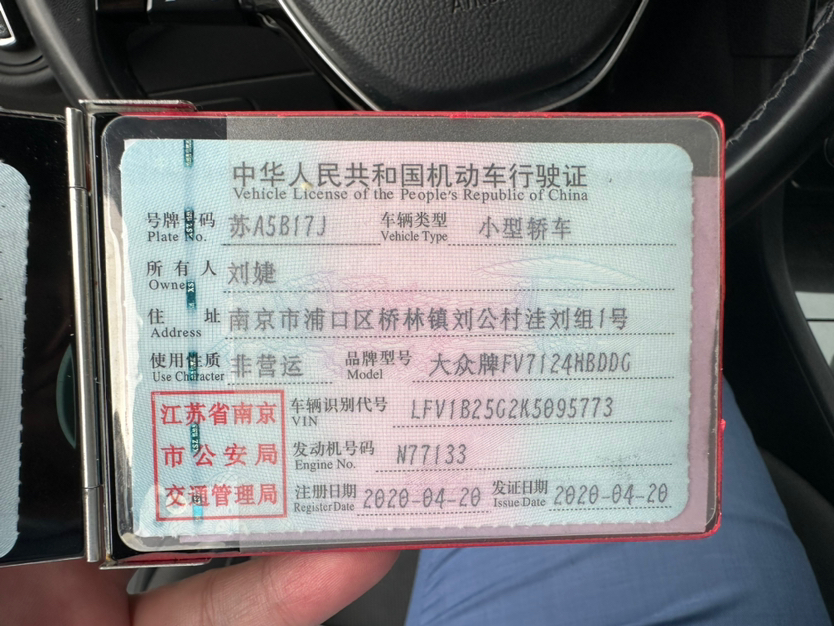 中华人民共和国机动车行驶证
Vehicle License of the People's Republic of China
号牌号码 苏A5B17J 车辆类型 小型轿车
Plate No. Vehicle Type
所有人 刘婕
Owner
住址 南京市浦口区桥林镇刘公村洼刘组1号
Address
使用性质 非营运 品牌型号 大众牌FV7124HBDDG
Use Character Model
江苏省南京
市公安局
交通管理局
车辆识别代号 LFV1B25G2K5095773
VIN
发动机号码 N77133
Engine No.
注册日期 2020-04-20 发证日期 2020-04-20
Register Date Issue Date